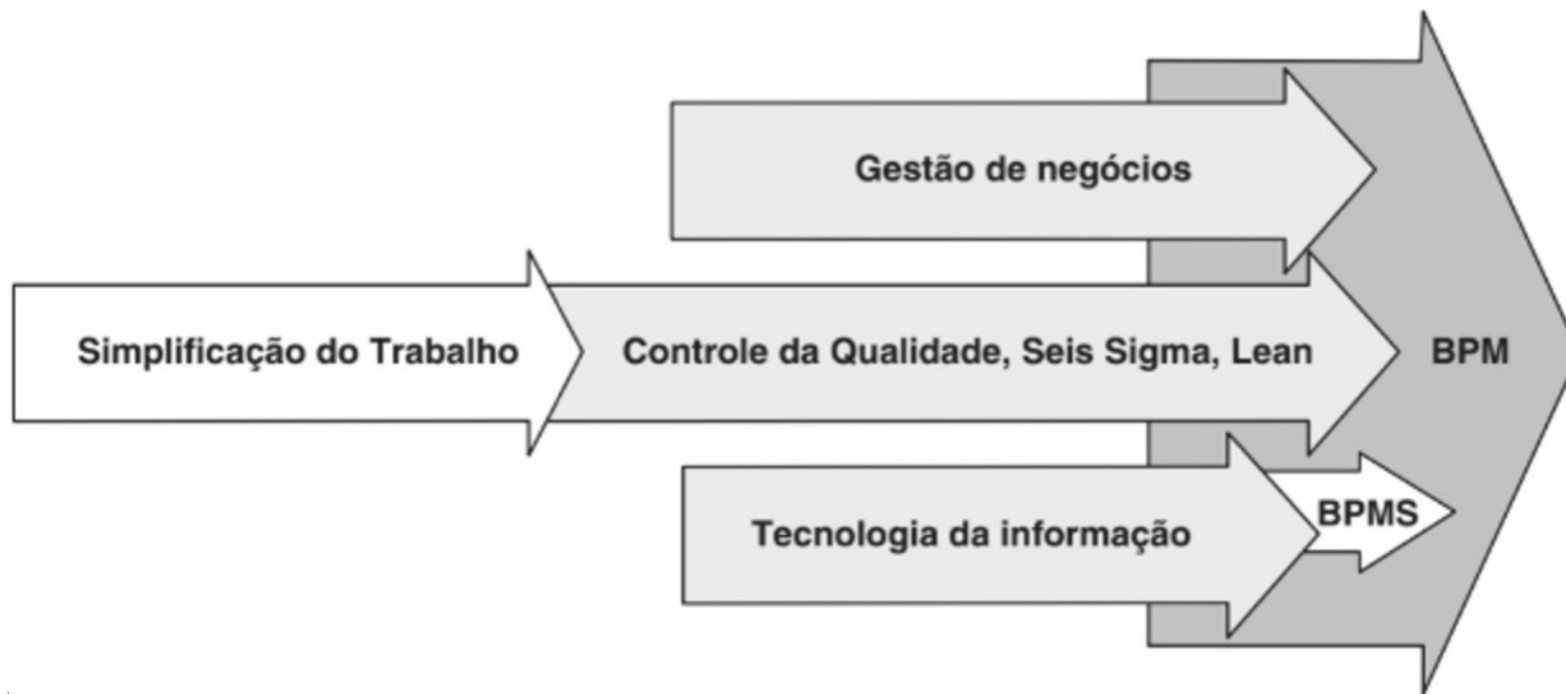 Gestão de negócios
Simplificação do Trabalho
Controle da Qualidade, Seis Sigma, Lean
BPM
BPMS
Tecnologia da informação